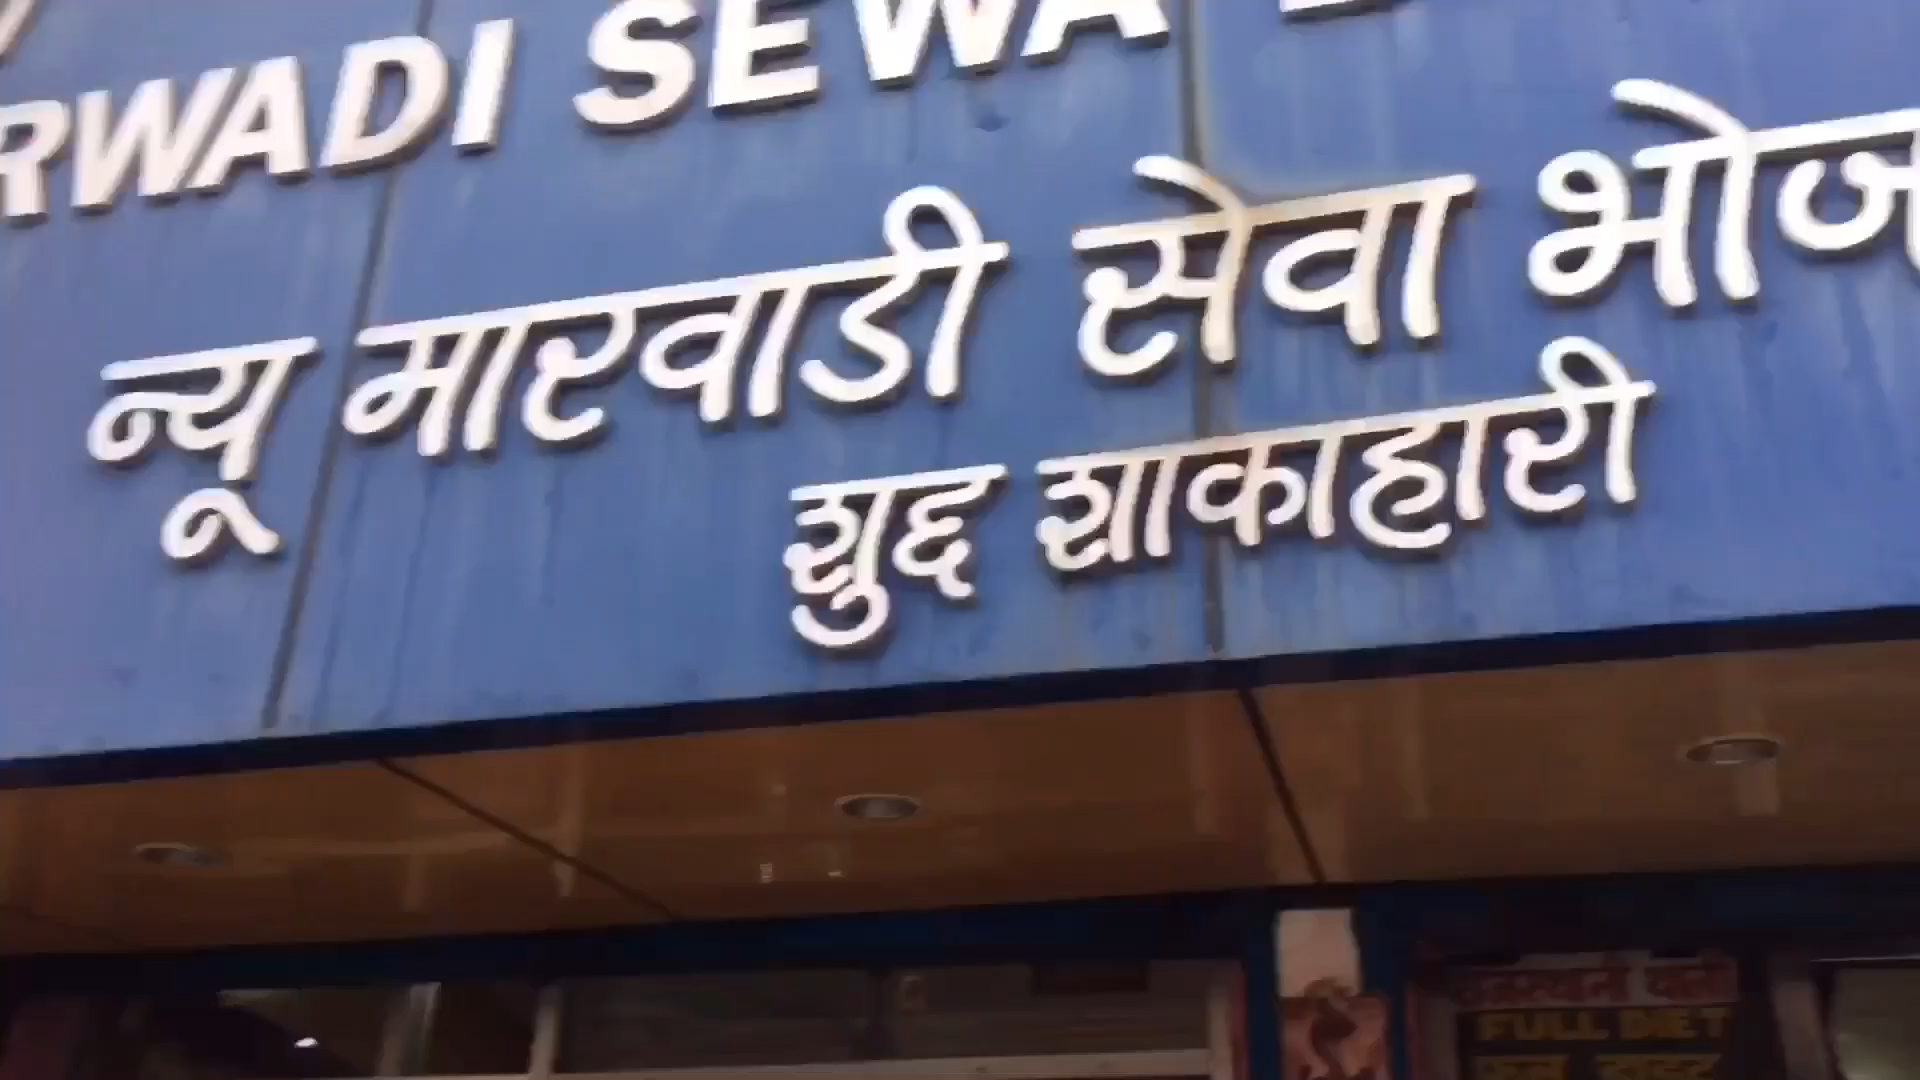 RWADI SEWA
न्यू मारवाडी सेवा भोज
शुद्द शाकाहारी
FULL DIET